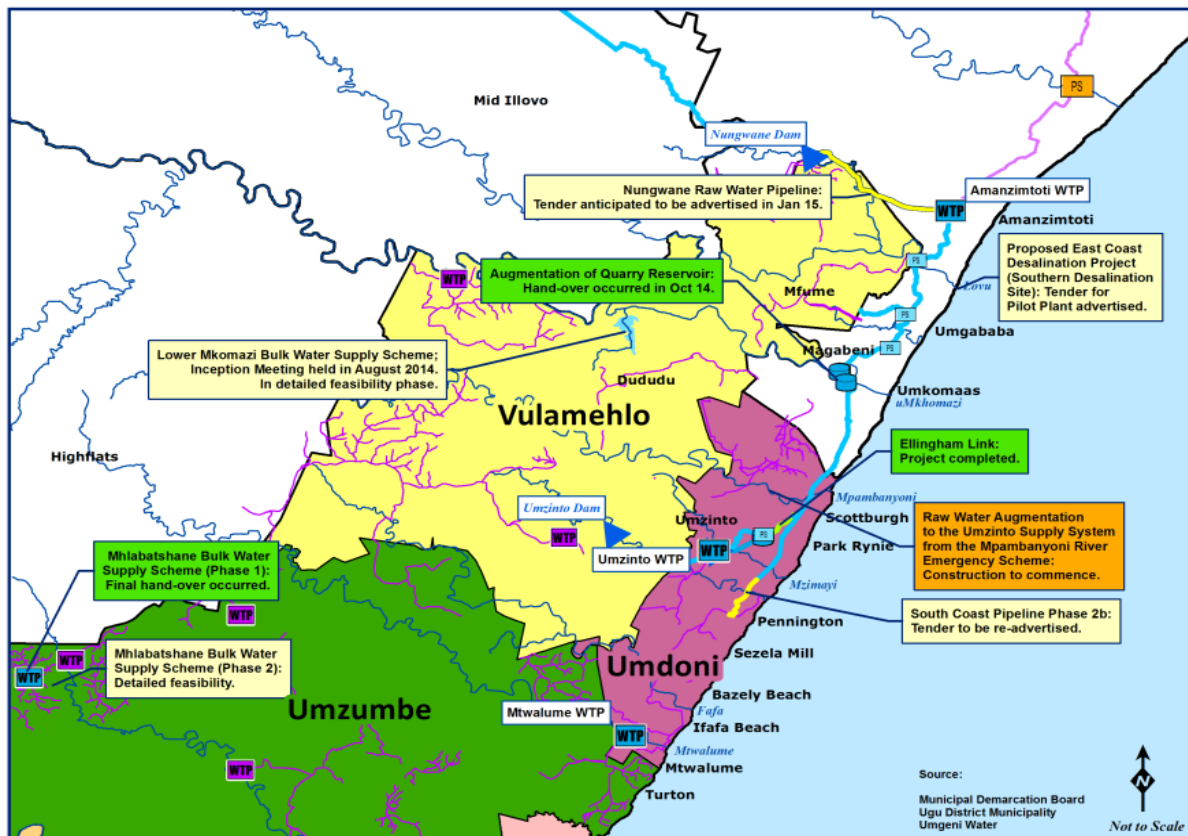 PS
Mid Illovo
Nungwane Dam
Nungwane Raw Water Pipeline:
Tender anticipated to be advertised in Jan 15.
Amanzimtoti WTP
WTP
Amanzimtoti
Proposed East Coast
Desalination Project
(Southern Desalination
Site): Tender for
Pilot Plant advertised.
PS
Lovu
Augmentation of Quarry Reservoir:
Hand-over occurred in Oct 14.
WTP
Mfume
PS
Umgababa
PS
Magabeni
Lower Mkomazi Bulk Water Supply Scheme;
Inception Meeting held in August 2014.
In detailed feasibility phase.
Dududu
Umkomaas
uMkhomazi
Vulamehlo
Highflats
Ellingham Link:
Project completed.
Mpambanyoni
Umzinto Dam
Umzinto
Scottburgh
Raw Water Augmentation
to the Umzinto Supply System
from the Mpambanyoni River
Emergency Scheme:
Construction to commence.
WTP
PS
Park Rynie
Umzinto WTP
WTP
Mhlabatshane Bulk Water
Supply Scheme (Phase 1):
Final hand-over occurred.
Mzimayi
WTP
Pennington
South Coast Pipeline Phase 2b:
Tender to be re-advertised.
WTP
WTP
Mhlabatshane Bulk Water
Supply Scheme (Phase 2):
Detailed feasibility.
Sezela Mill
Umdoni
Umzumbe
Bazely Beach
Fafa
Mtwalume WTP
Ifafa Beach
WTP
Mtwalume
Mtwalume
WTP
Turton
Source:
Municipal Demarcation Board
Ugu District Municipality
Umgeni Water
N
Not to Scale